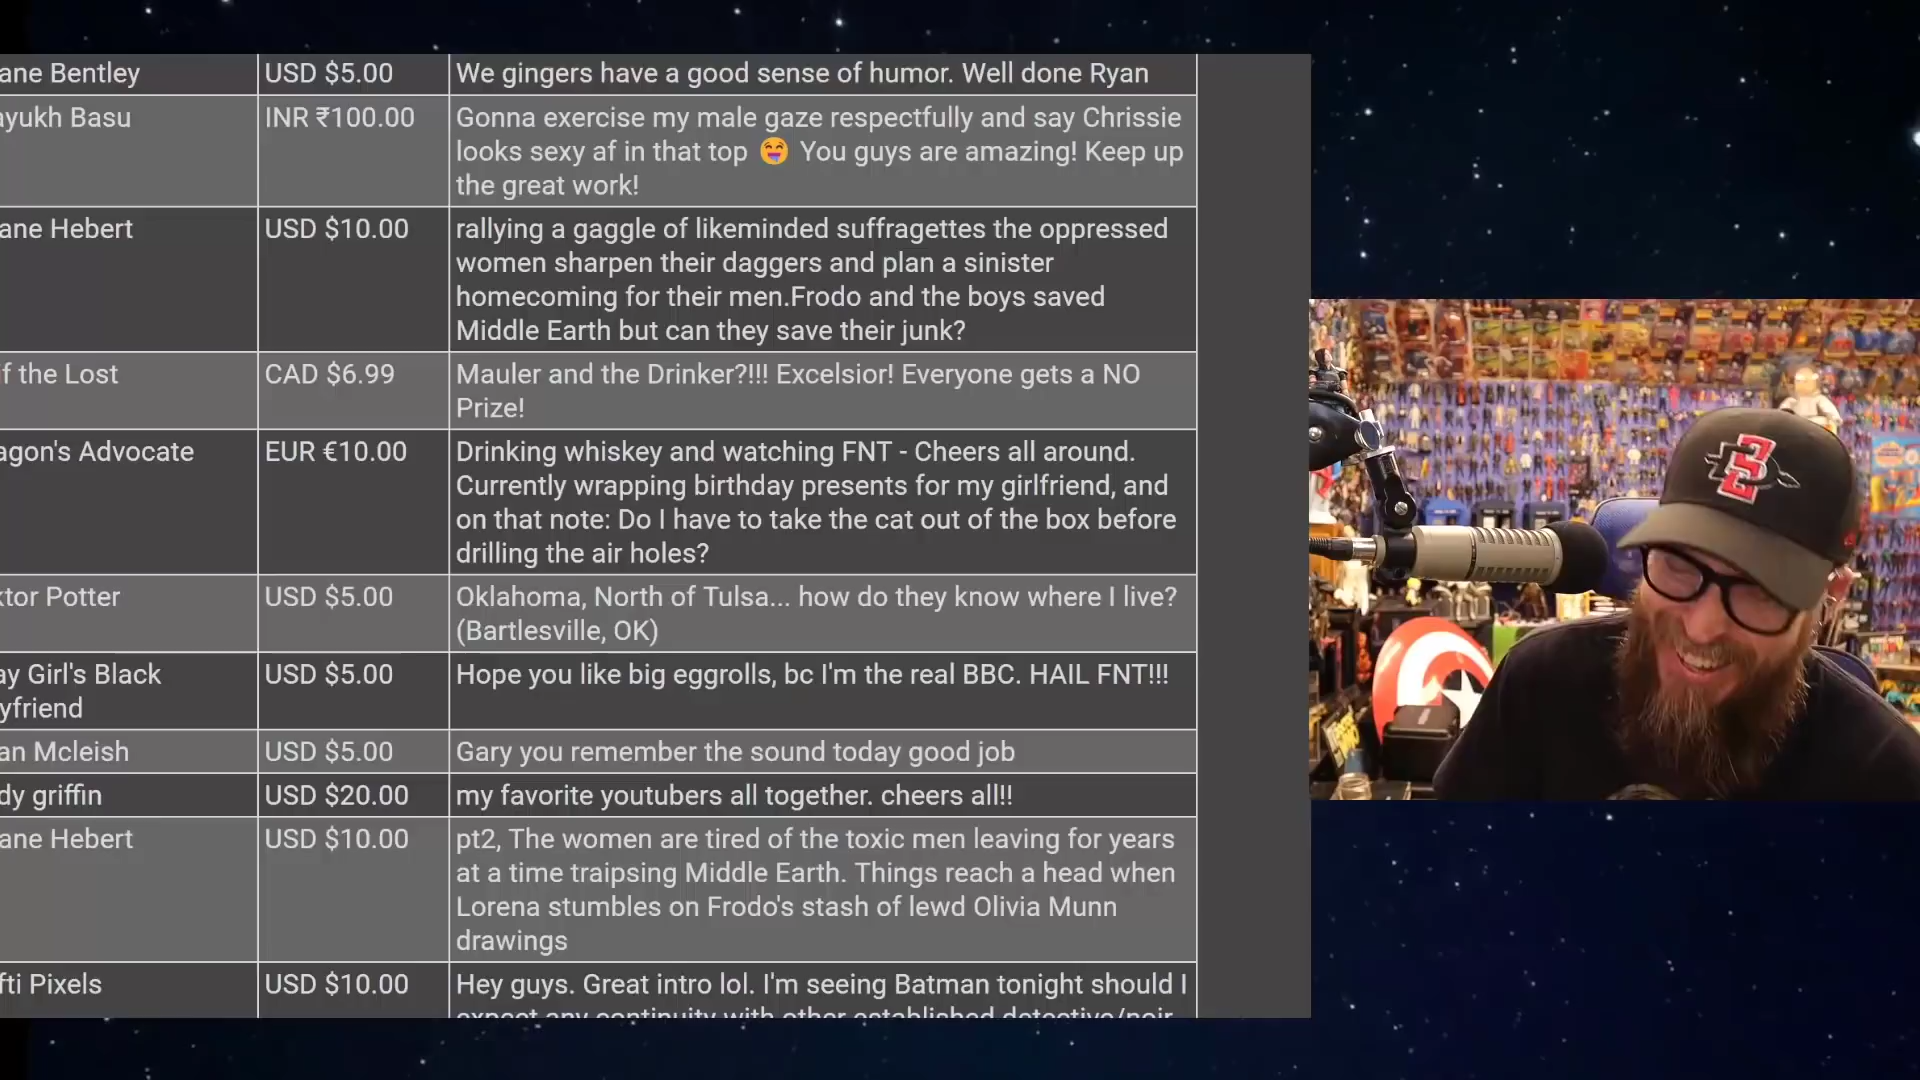 ane Bentley USD $5.00 We gingers have a good sense of humor. Well done Ryan
ayukh Basu INR ₹100.00 Gonna exercise my male gaze respectfully and say Chrissie
looks sexy af in that top 🤤 You guys are amazing! Keep up
the great work!
ane Hebert USD $10.00 rallying a gaggle of likeminded suffragettes the oppressed
women sharpen their daggers and plan a sinister
homecoming for their men.Frodo and the boys saved
Middle Earth but can they save their junk?
f the Lost CAD $6.99 Mauler and the Drinker?!!! Excelsior! Everyone gets a NO
Prize!
agon's Advocate EUR €10.00 Drinking whiskey and watching FNT - Cheers all around.
Currently wrapping birthday presents for my girlfriend, and
on that note: Do I have to take the cat out of the box before
drilling the air holes?
ktor Potter USD $5.00 Oklahoma, North of Tulsa... how do they know where I live?
(Bartlesville, OK)
ay Girl's Black USD $5.00 Hope you like big eggrolls, bc I'm the real BBC. HAIL FNT!!!
yfriend
an Mcleish USD $5.00 Gary you remember the sound today good job
dy griffin USD $20.00 my favorite youtubers all together. cheers all!!
ane Hebert USD $10.00 pt2, The women are tired of the toxic men leaving for years
at a time traipsing Middle Earth. Things reach a head when
Lorena stumbles on Frodo's stash of lewd Olivia Munn
drawings
fti Pixels USD $10.00 Hey guys. Great intro lol. I'm seeing Batman tonight should I
expect any continuity with other established detective/noir